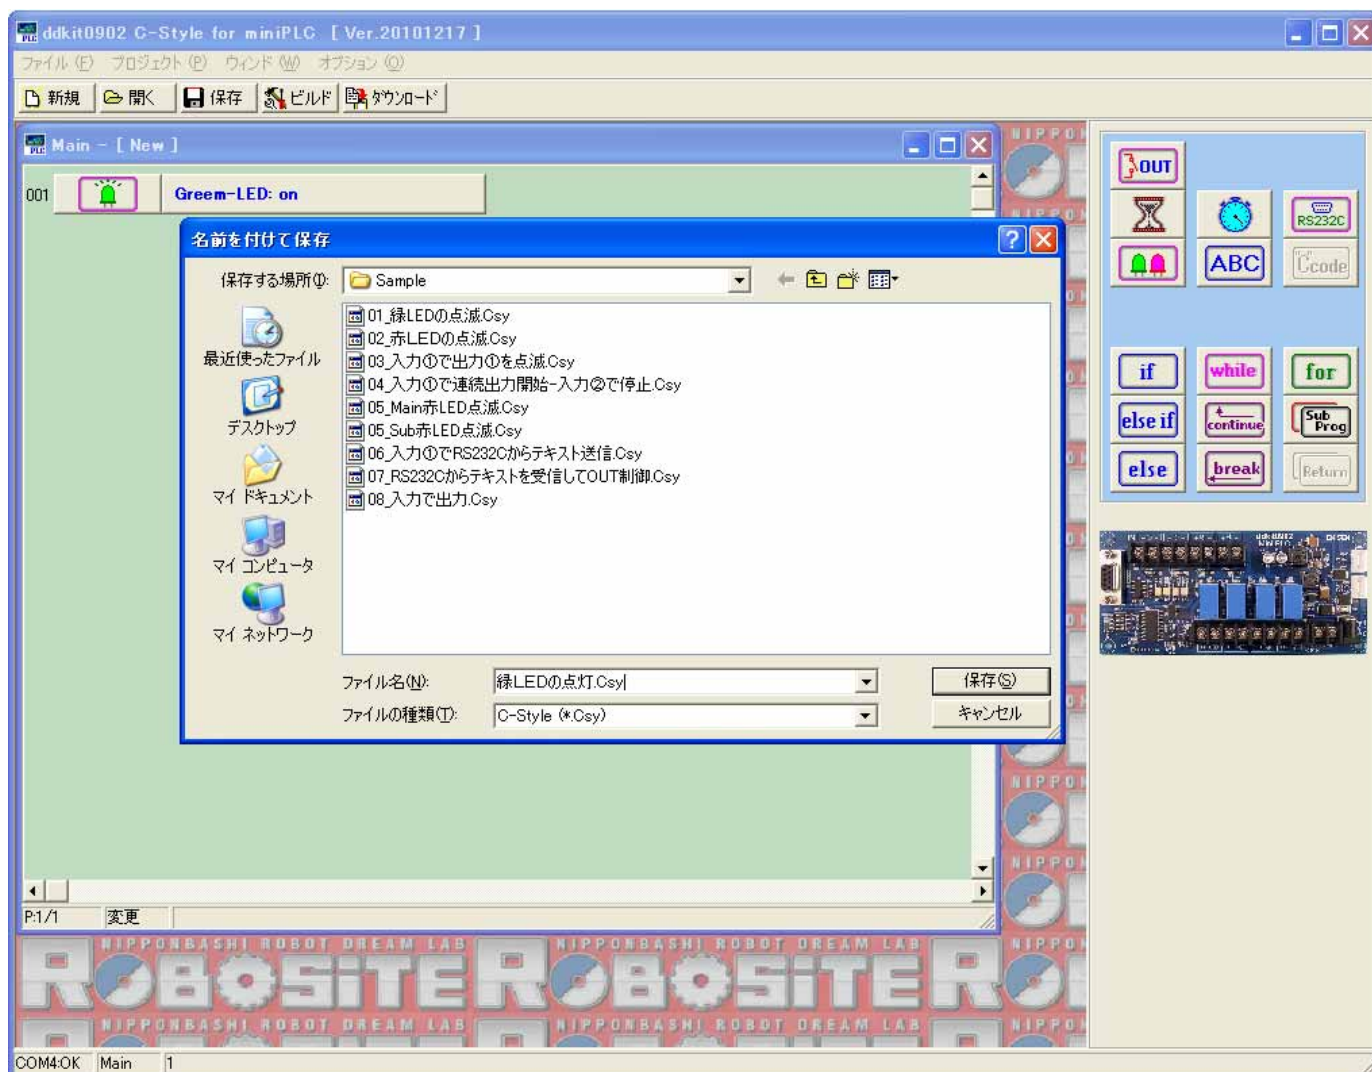 ddkit0902 C-Style for miniPLC [ Ver.20101217 ]
ファイル(F) プロジェクト(P) ウィンド(W) オプション(O)
新規 開く 保存 ビルド ダウンロード
Main - [ New ]
001 Greem-LED: on
名前を付けて保存
保存する場所(I): Sample
最近使ったファイル
デスクトップ
マイ ドキュメント
マイ コンピュータ
マイ ネットワーク
01_緑LEDの点滅.Csy
02_赤LEDの点滅.Csy
03_入力①で出力①を点滅.Csy
04_入力①で連続出力開始-入力②で停止.Csy
05_Main赤LED点滅.Csy
05_Sub赤LED点滅.Csy
06_入力①でRS232Cからテキスト送信.Csy
07_RS232Cからテキストを受信してOUT制御.Csy
08_入力で出力.Csy
ファイル名(N): 緑LEDの点灯.Csy 保存(S)
ファイルの種類(T): C-Style (*.Csy) キャンセル
OUT
RS232C
ABC "C"code
if while for
else if continue Sub Prog
else break Return
P:1/1 変更
NIPPONBASHI ROBOT DREAM LAB NIPPONBASHI ROBOT DREAM LAB
ROBOSiTE ROBOSiTE
NIPPONBASHI ROBOT DREAM LAB NIPPONBASHI ROBOT DREAM LAB
COM4:OK Main 1